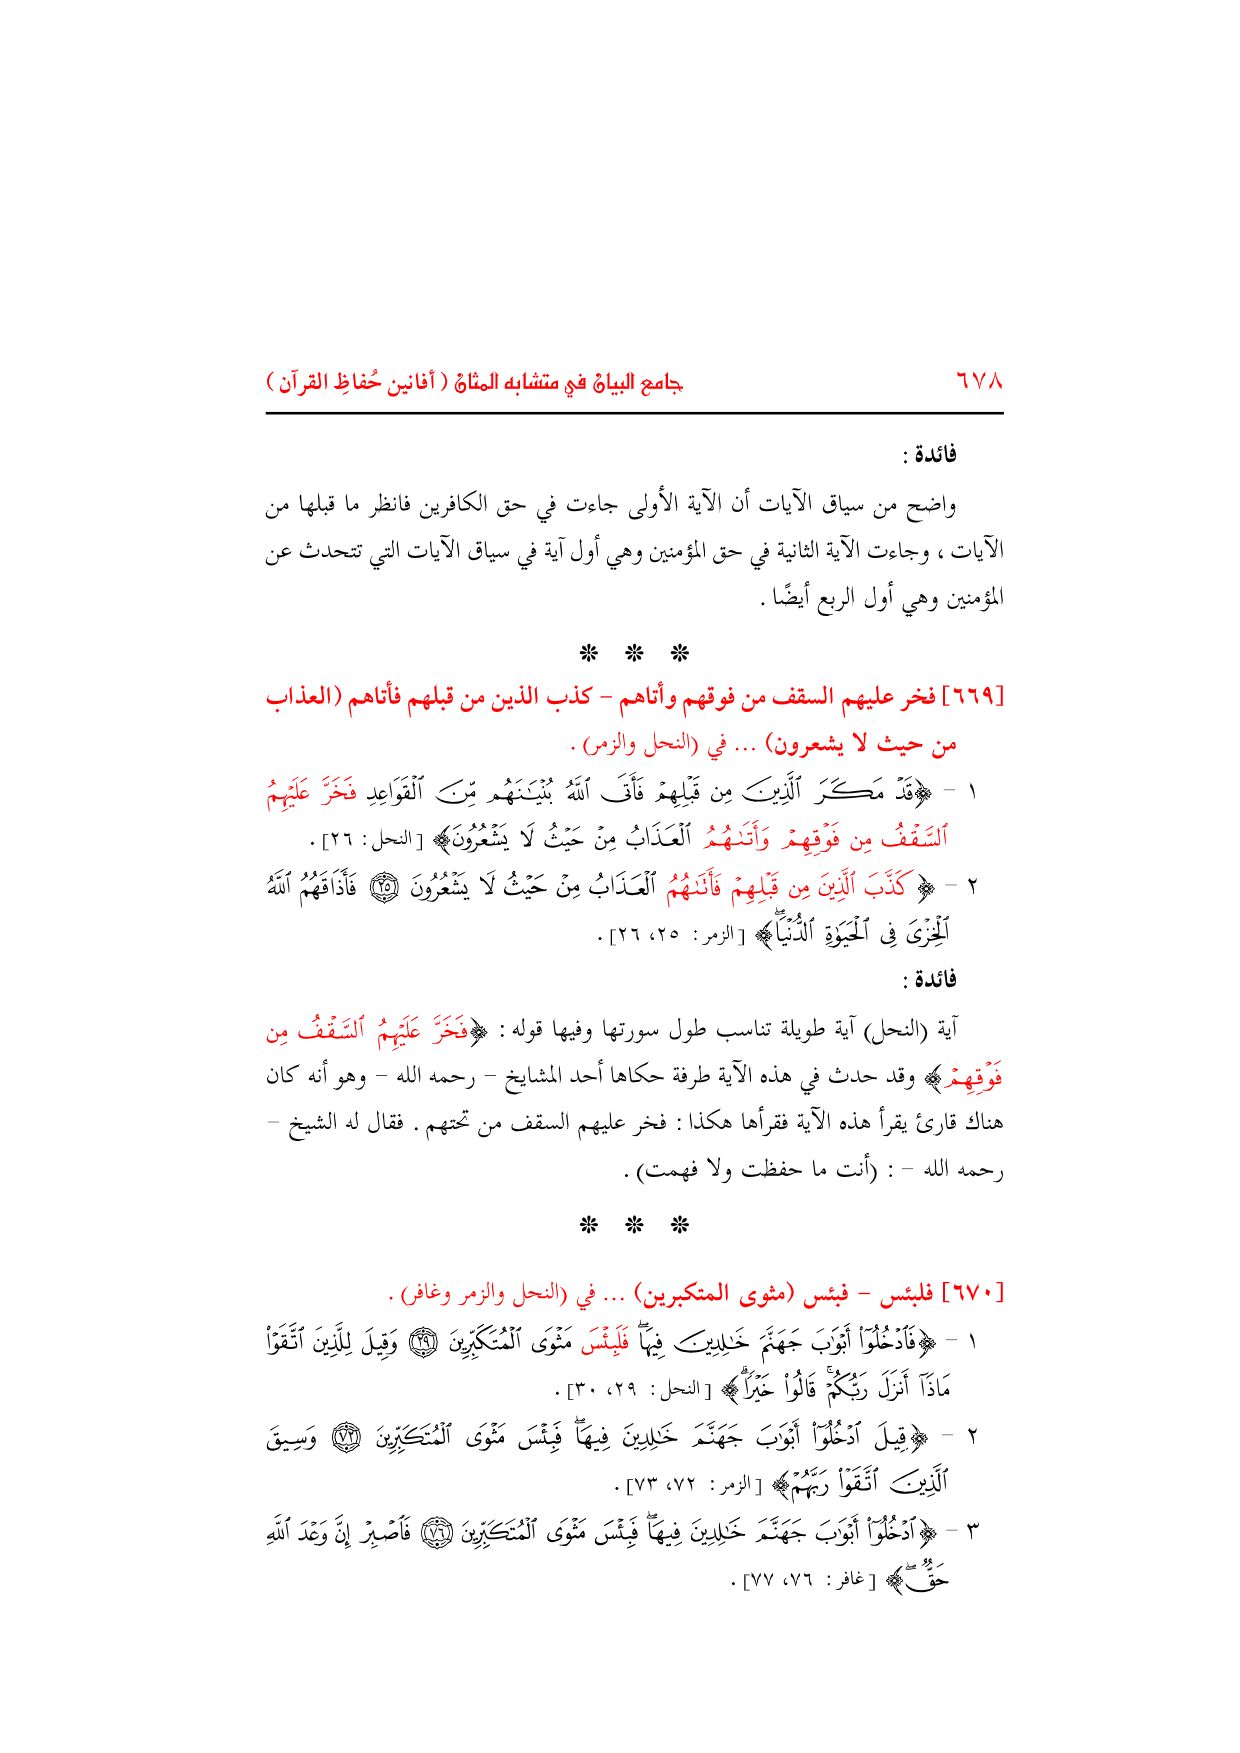 ٦٧٨ جامع البيان في متشابه المثان ( أفانين حُفاظِ القرآن )
فائدة :
واضح من سياق الآيات أن الآية الأولى جاءت في حق الكافرين فانظر ما قبلها من
الآيات ، وجاءت الآية الثانية في حق المؤمنين وهي أول آية في سياق الآيات التي تتحدث عن
المؤمنين وهي أول الربع أيضًا .
❊ ❊ ❊
[٦٦٩] فخر عليهم السقف من فوقهم وأتاهم – كذب الذين من قبلهم فأتاهم (العذاب
من حيث لا يشعرون) ... في (النحل والزمر) .
١ – ﴿قَدْ مَكَرَ ٱلَّذِينَ مِن قَبْلِهِمْ فَأَتَى ٱللَّهُ بُنْيَـٰنَهُم مِّنَ ٱلْقَوَاعِدِ فَخَرَّ عَلَيْهِمُ
ٱلسَّقْفُ مِن فَوْقِهِمْ وَأَتَىٰهُمُ ٱلْعَذَابُ مِنْ حَيْثُ لَا يَشْعُرُونَ﴾ [النحل: ٢٦] .
٢ – ﴿كَذَّبَ ٱلَّذِينَ مِن قَبْلِهِمْ فَأَتَىٰهُمُ ٱلْعَذَابُ مِنْ حَيْثُ لَا يَشْعُرُونَ ۝٢٥ فَأَذَاقَهُمُ ٱللَّهُ
ٱلْخِزْىَ فِى ٱلْحَيَوٰةِ ٱلدُّنْيَا ۖ﴾ [الزمر: ٢٥، ٢٦] .
فائدة :
آية (النحل) آية طويلة تناسب طول سورتها وفيها قوله : ﴿فَخَرَّ عَلَيْهِمُ ٱلسَّقْفُ مِن
فَوْقِهِمْ﴾ وقد حدث في هذه الآية طرفة حكاها أحد المشايخ – رحمه الله – وهو أنه كان
هناك قارئ يقرأ هذه الآية فقرأها هكذا : فخر عليهم السقف من تحتهم . فقال له الشيخ –
رحمه الله – : (أنت ما حفظت ولا فهمت) .
❊ ❊ ❊
[٦٧٠] فلبئس – فبئس (مثوى المتكبرين) ... في (النحل والزمر وغافر) .
١ – ﴿فَٱدْخُلُوٓا۟ أَبْوَٰبَ جَهَنَّمَ خَـٰلِدِينَ فِيهَا ۖ فَلَبِئْسَ مَثْوَى ٱلْمُتَكَبِّرِينَ ۝٢٩ وَقِيلَ لِلَّذِينَ ٱتَّقَوْا۟
مَاذَآ أَنزَلَ رَبُّكُمْ ۚ قَالُوا۟ خَيْرًا ۗ﴾ [النحل: ٢٩، ٣٠] .
٢ – ﴿قِيلَ ٱدْخُلُوٓا۟ أَبْوَٰبَ جَهَنَّمَ خَـٰلِدِينَ فِيهَا ۖ فَبِئْسَ مَثْوَى ٱلْمُتَكَبِّرِينَ ۝٧٢ وَسِيقَ
ٱلَّذِينَ ٱتَّقَوْا۟ رَبَّهُمْ﴾ [الزمر: ٧٢، ٧٣] .
٣ – ﴿ٱدْخُلُوٓا۟ أَبْوَٰبَ جَهَنَّمَ خَـٰلِدِينَ فِيهَا ۖ فَبِئْسَ مَثْوَى ٱلْمُتَكَبِّرِينَ ۝٧٦ فَٱصْبِرْ إِنَّ وَعْدَ ٱللَّهِ
حَقٌّ ۖ﴾ [غافر: ٧٦، ٧٧] .